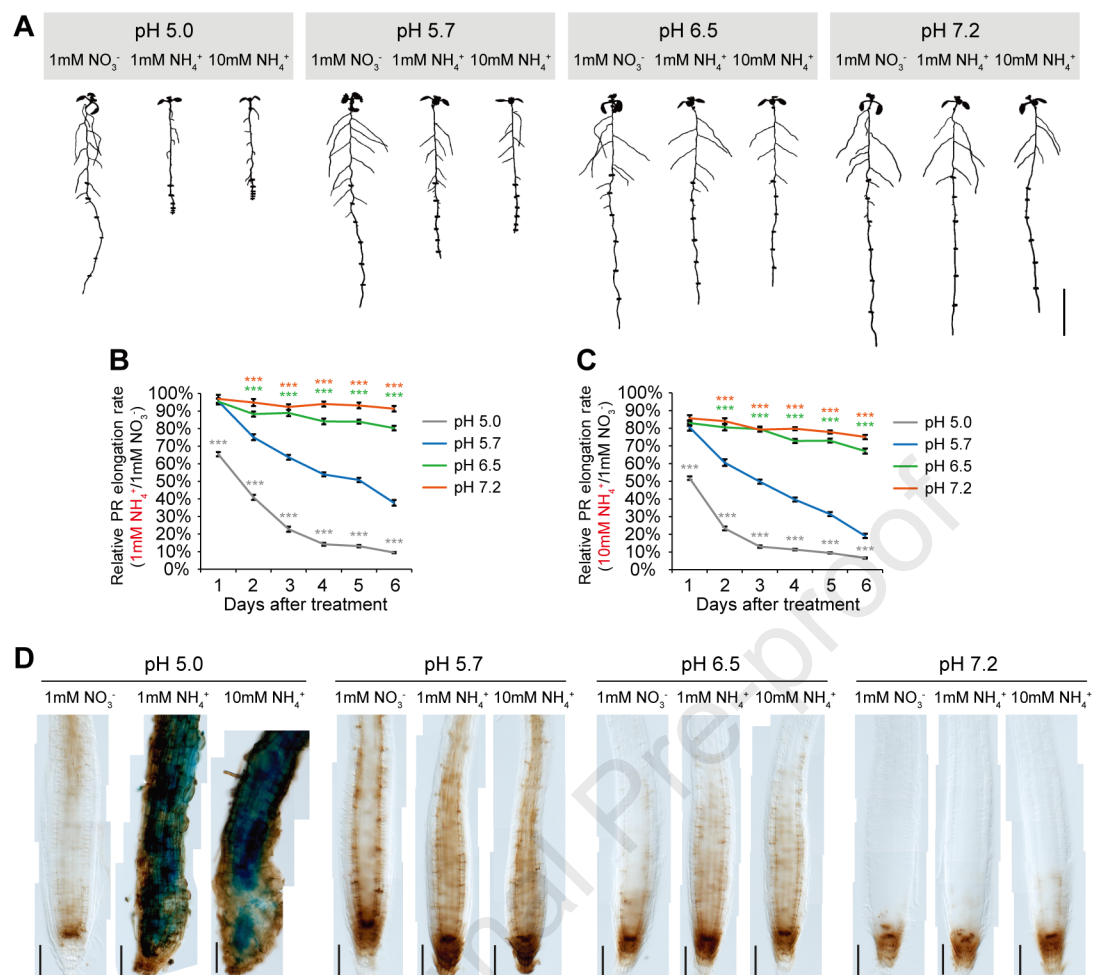 A
pH 5.0
pH 5.7
pH 6.5
pH 7.2
1mM NO₃⁻ 1mM NH₄⁺ 10mM NH₄⁺
1mM NO₃⁻ 1mM NH₄⁺ 10mM NH₄⁺
1mM NO₃⁻ 1mM NH₄⁺ 10mM NH₄⁺
1mM NO₃⁻ 1mM NH₄⁺ 10mM NH₄⁺
B
Relative PR elongation rate
(1mM NH₄⁺/1mM NO₃⁻)
100%
90%
80%
70%
60%
50%
40%
30%
20%
10%
0%
*** *** *** *** ***
*** *** *** *** ***
***
***
***
*** *** ***
pH 5.0
pH 5.7
pH 6.5
pH 7.2
1 2 3 4 5 6
Days after treatment
C
Relative PR elongation rate
(10mM NH₄⁺/1mM NO₃⁻)
100%
90%
80%
70%
60%
50%
40%
30%
20%
10%
0%
*** *** *** *** ***
*** *** *** *** ***
***
***
*** *** *** ***
pH 5.0
pH 5.7
pH 6.5
pH 7.2
1 2 3 4 5 6
Days after treatment
D
pH 5.0
pH 5.7
pH 6.5
pH 7.2
1mM NO₃⁻ 1mM NH₄⁺ 10mM NH₄⁺
1mM NO₃⁻ 1mM NH₄⁺ 10mM NH₄⁺
1mM NO₃⁻ 1mM NH₄⁺ 10mM NH₄⁺
1mM NO₃⁻ 1mM NH₄⁺ 10mM NH₄⁺
Pre-proof